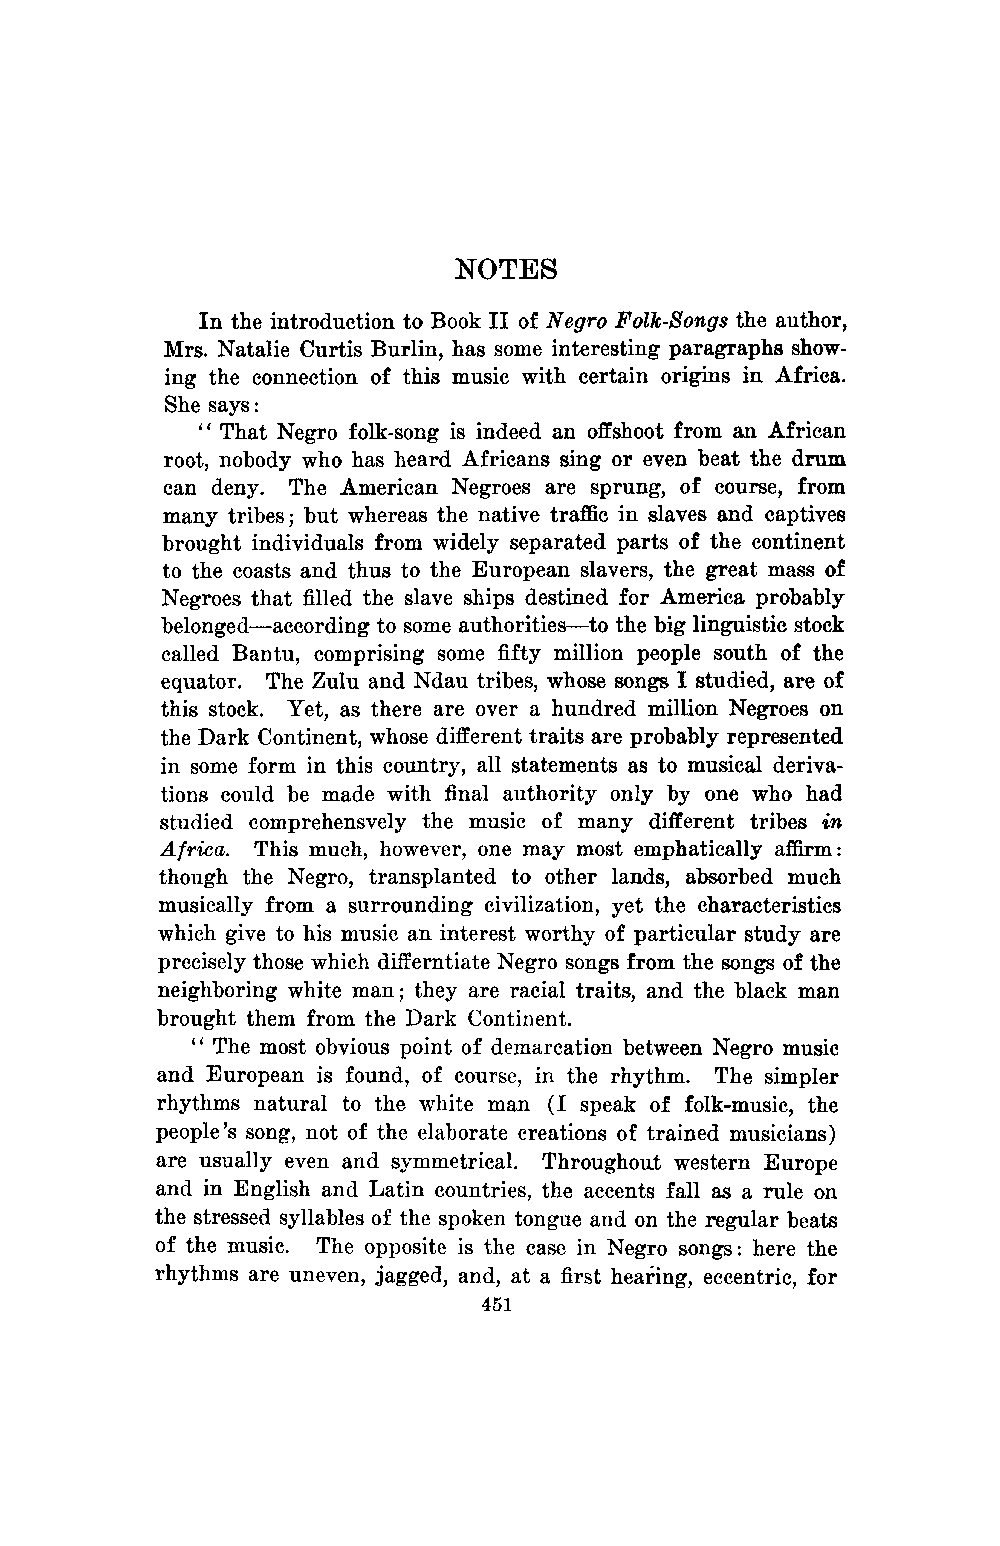 NOTES
In the introduction to Book II of Negro Folk-Songs the author,
Mrs. Natalie Curtis Burlin, has some interesting paragraphs show-
ing the connection of this music with certain origins in Africa.
She says:
“ That Negro folk-song is indeed an offshoot from an African
root, nobody who has heard Africans sing or even beat the drum
can deny. The American Negroes are sprung, of course, from
many tribes; but whereas the native traffic in slaves and captives
brought individuals from widely separated parts of the continent
to the coasts and thus to the European slavers, the great mass of
Negroes that filled the slave ships destined for America probably
belonged—according to some authorities—to the big linguistic stock
called Bantu, comprising some fifty million people south of the
equator. The Zulu and Ndau tribes, whose songs I studied, are of
this stock. Yet, as there are over a hundred million Negroes on
the Dark Continent, whose different traits are probably represented
in some form in this country, all statements as to musical deriva-
tions could be made with final authority only by one who had
studied comprehensvely the music of many different tribes in
Africa. This much, however, one may most emphatically affirm:
though the Negro, transplanted to other lands, absorbed much
musically from a surrounding civilization, yet the characteristics
which give to his music an interest worthy of particular study are
precisely those which differntiate Negro songs from the songs of the
neighboring white man; they are racial traits, and the black man
brought them from the Dark Continent.
“ The most obvious point of demarcation between Negro music
and European is found, of course, in the rhythm. The simpler
rhythms natural to the white man (I speak of folk-music, the
people's song, not of the elaborate creations of trained musicians)
are usually even and symmetrical. Throughout western Europe
and in English and Latin countries, the accents fall as a rule on
the stressed syllables of the spoken tongue and on the regular beats
of the music. The opposite is the case in Negro songs: here the
rhythms are uneven, jagged, and, at a first hearing, eccentric, for
451